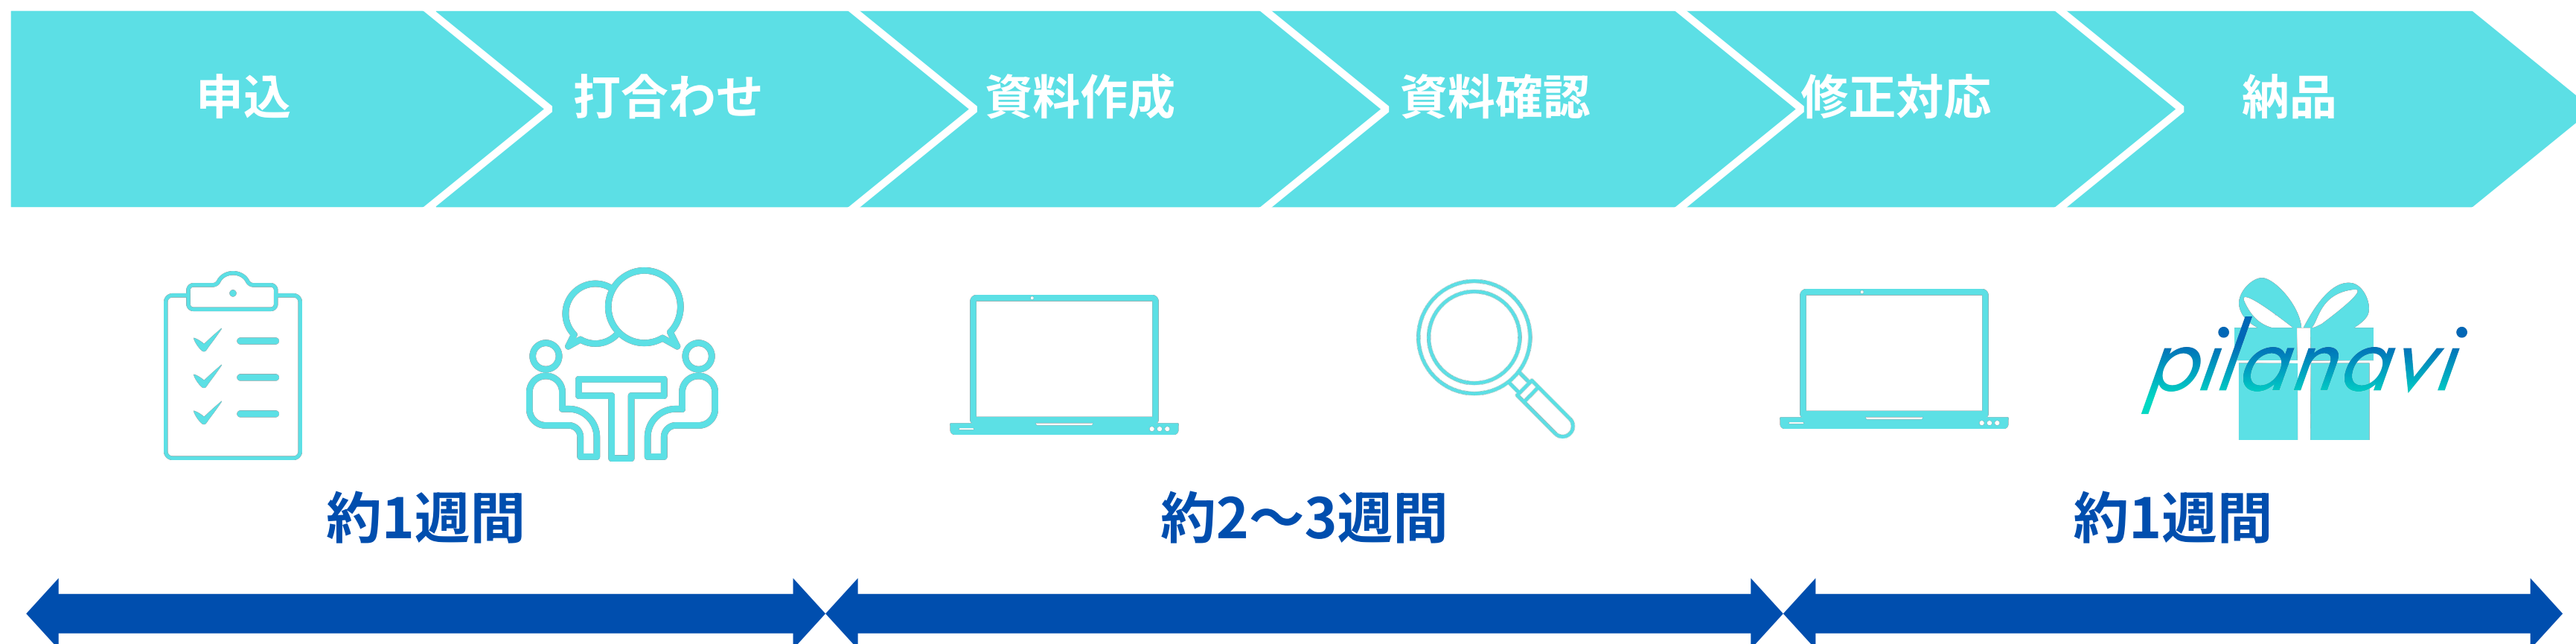 申込
打合わせ
資料作成
資料確認
修正対応
納品
pilanavi
約1週間
約2〜3週間
約1週間